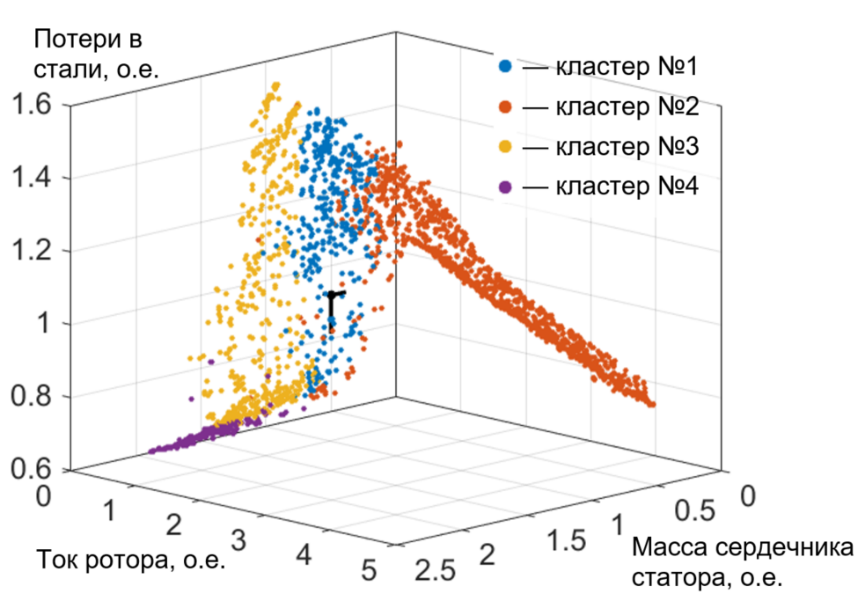 Потери в
стали, о.е.
— кластер №1
— кластер №2
— кластер №3
— кластер №4
1.6
1.4
1.2
1
0.8
0.6
0
1
2
3
4
5
2.5
2
1.5
1
0.5
0
Ток ротора, о.е.
Масса сердечника
статора, о.е.